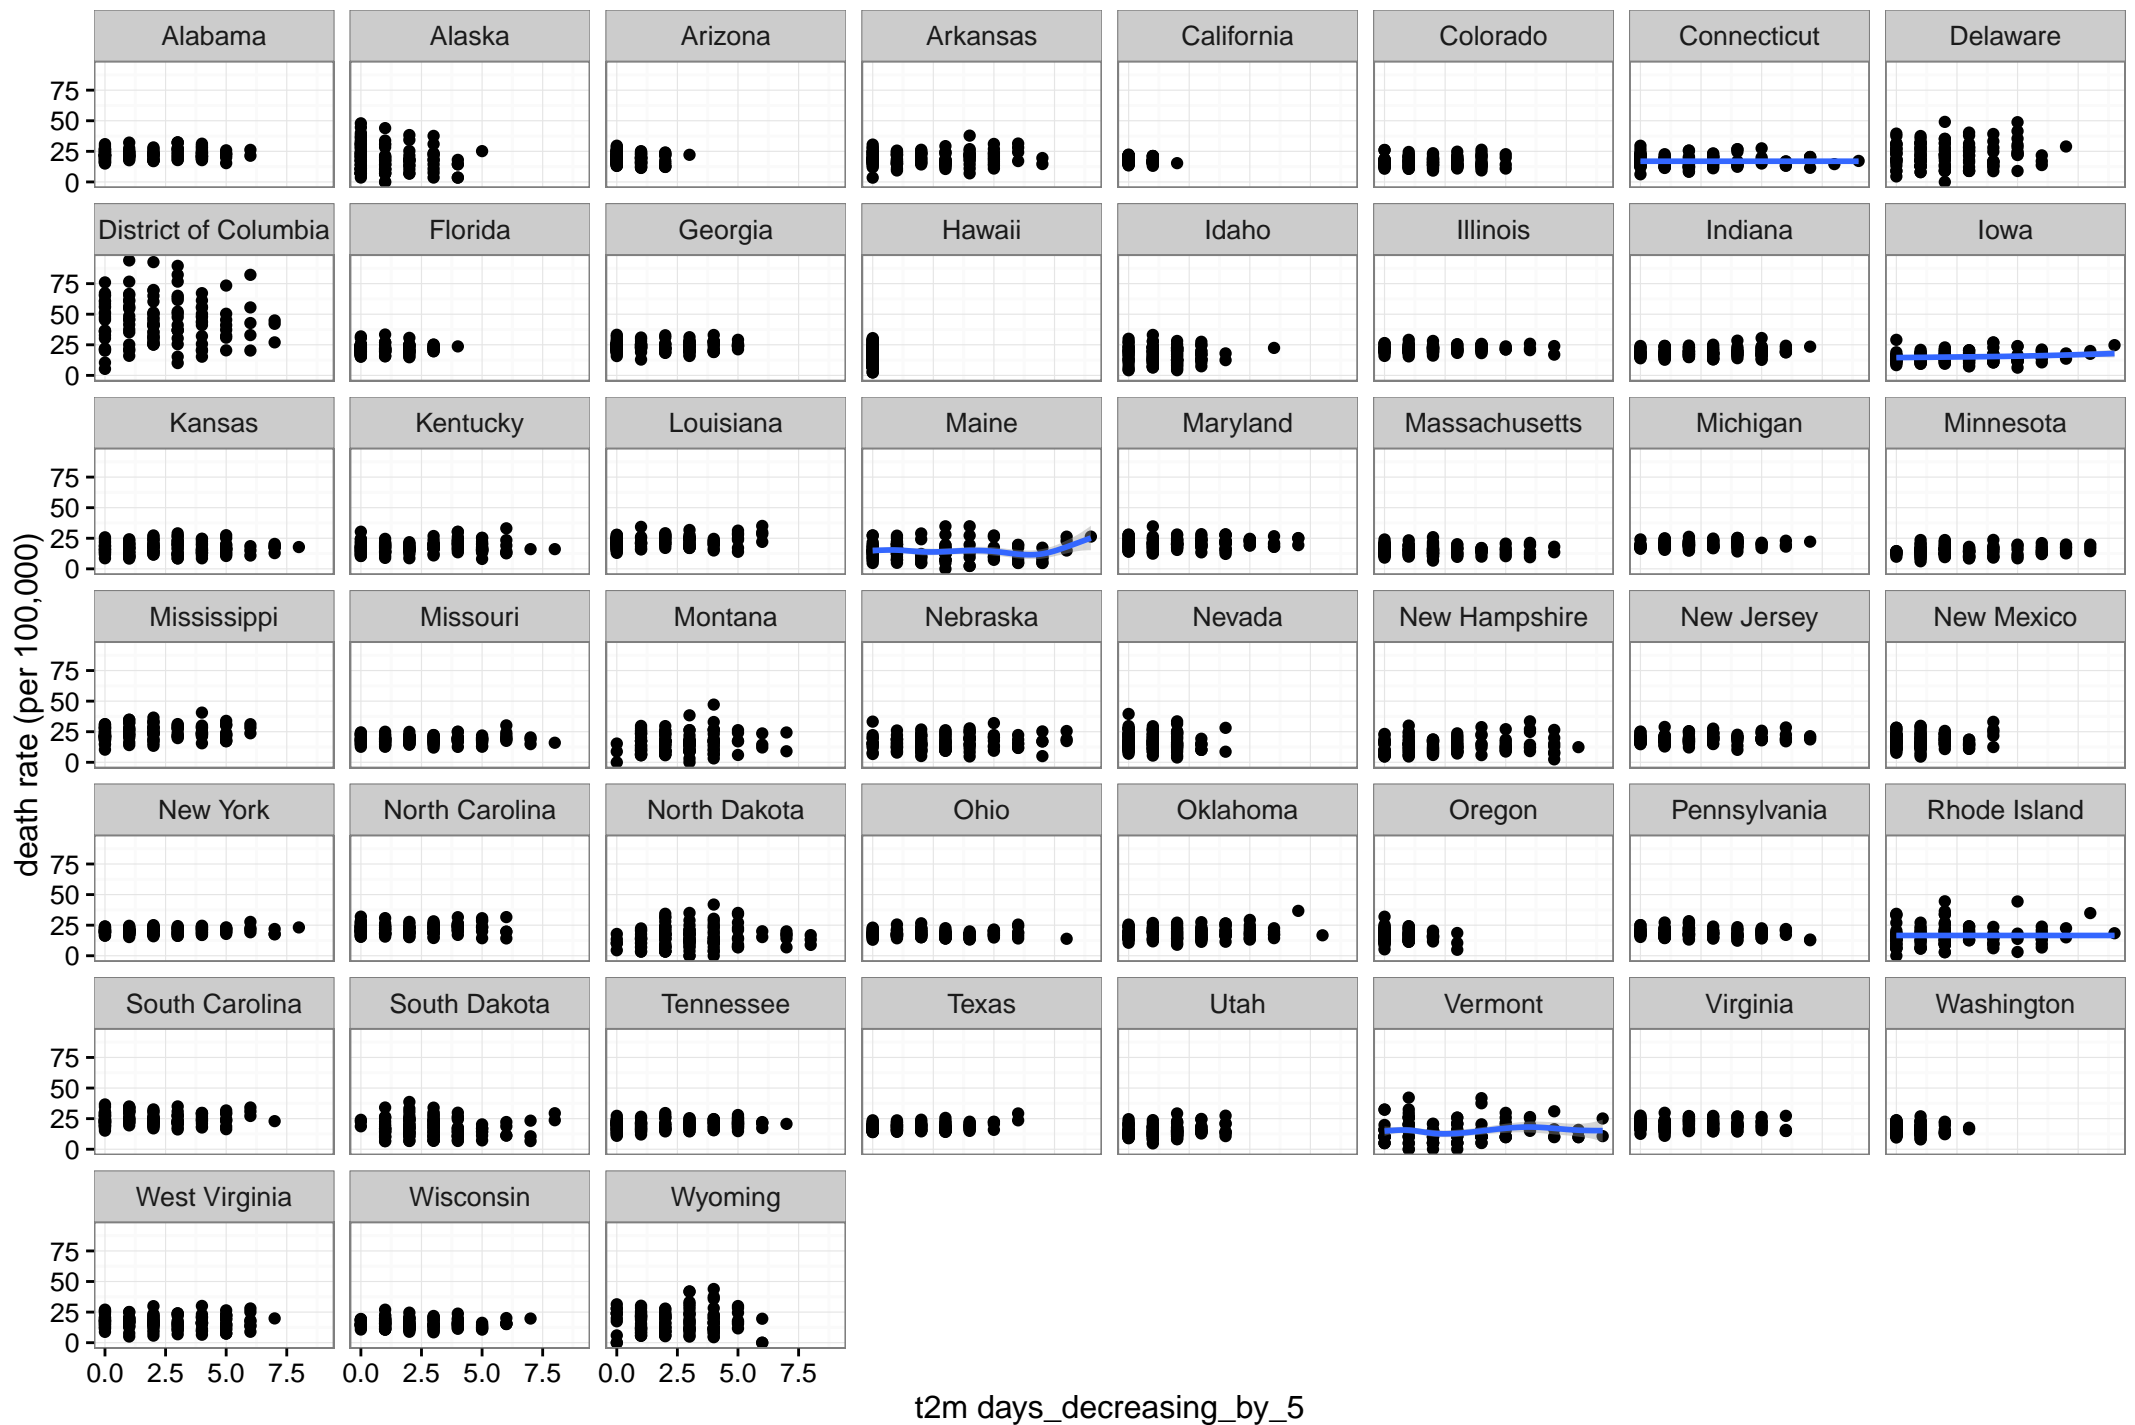 Alabama Alaska Arizona Arkansas California Colorado Connecticut Delaware
75
50
25
0
District of Columbia Florida Georgia Hawaii Idaho Illinois Indiana Iowa
75
50
25
0
Kansas Kentucky Louisiana Maine Maryland Massachusetts Michigan Minnesota
75
50
25
0
death rate (per 100,000)
Mississippi Missouri Montana Nebraska Nevada New Hampshire New Jersey New Mexico
75
50
25
0
New York North Carolina North Dakota Ohio Oklahoma Oregon Pennsylvania Rhode Island
75
50
25
0
South Carolina South Dakota Tennessee Texas Utah Vermont Virginia Washington
75
50
25
0
West Virginia Wisconsin Wyoming
75
50
25
0
0.0 2.5 5.0 7.5 0.0 2.5 5.0 7.5 0.0 2.5 5.0 7.5
t2m days_decreasing_by_5